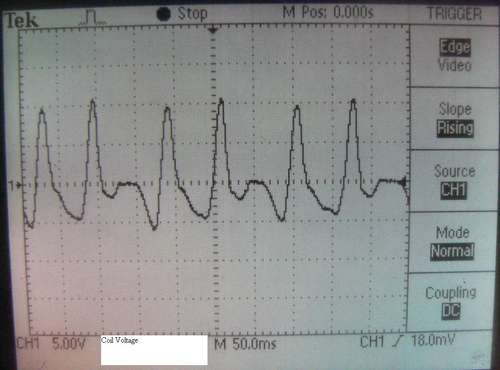 Tek Stop M Pos: 0.000s TRIGGER
Edge
Video
Slope
Rising
Source
CH1
Mode
Normal
Coupling
DC
1
CH1 5.00V Coil Voltage M 50.0ms CH1 18.0mV